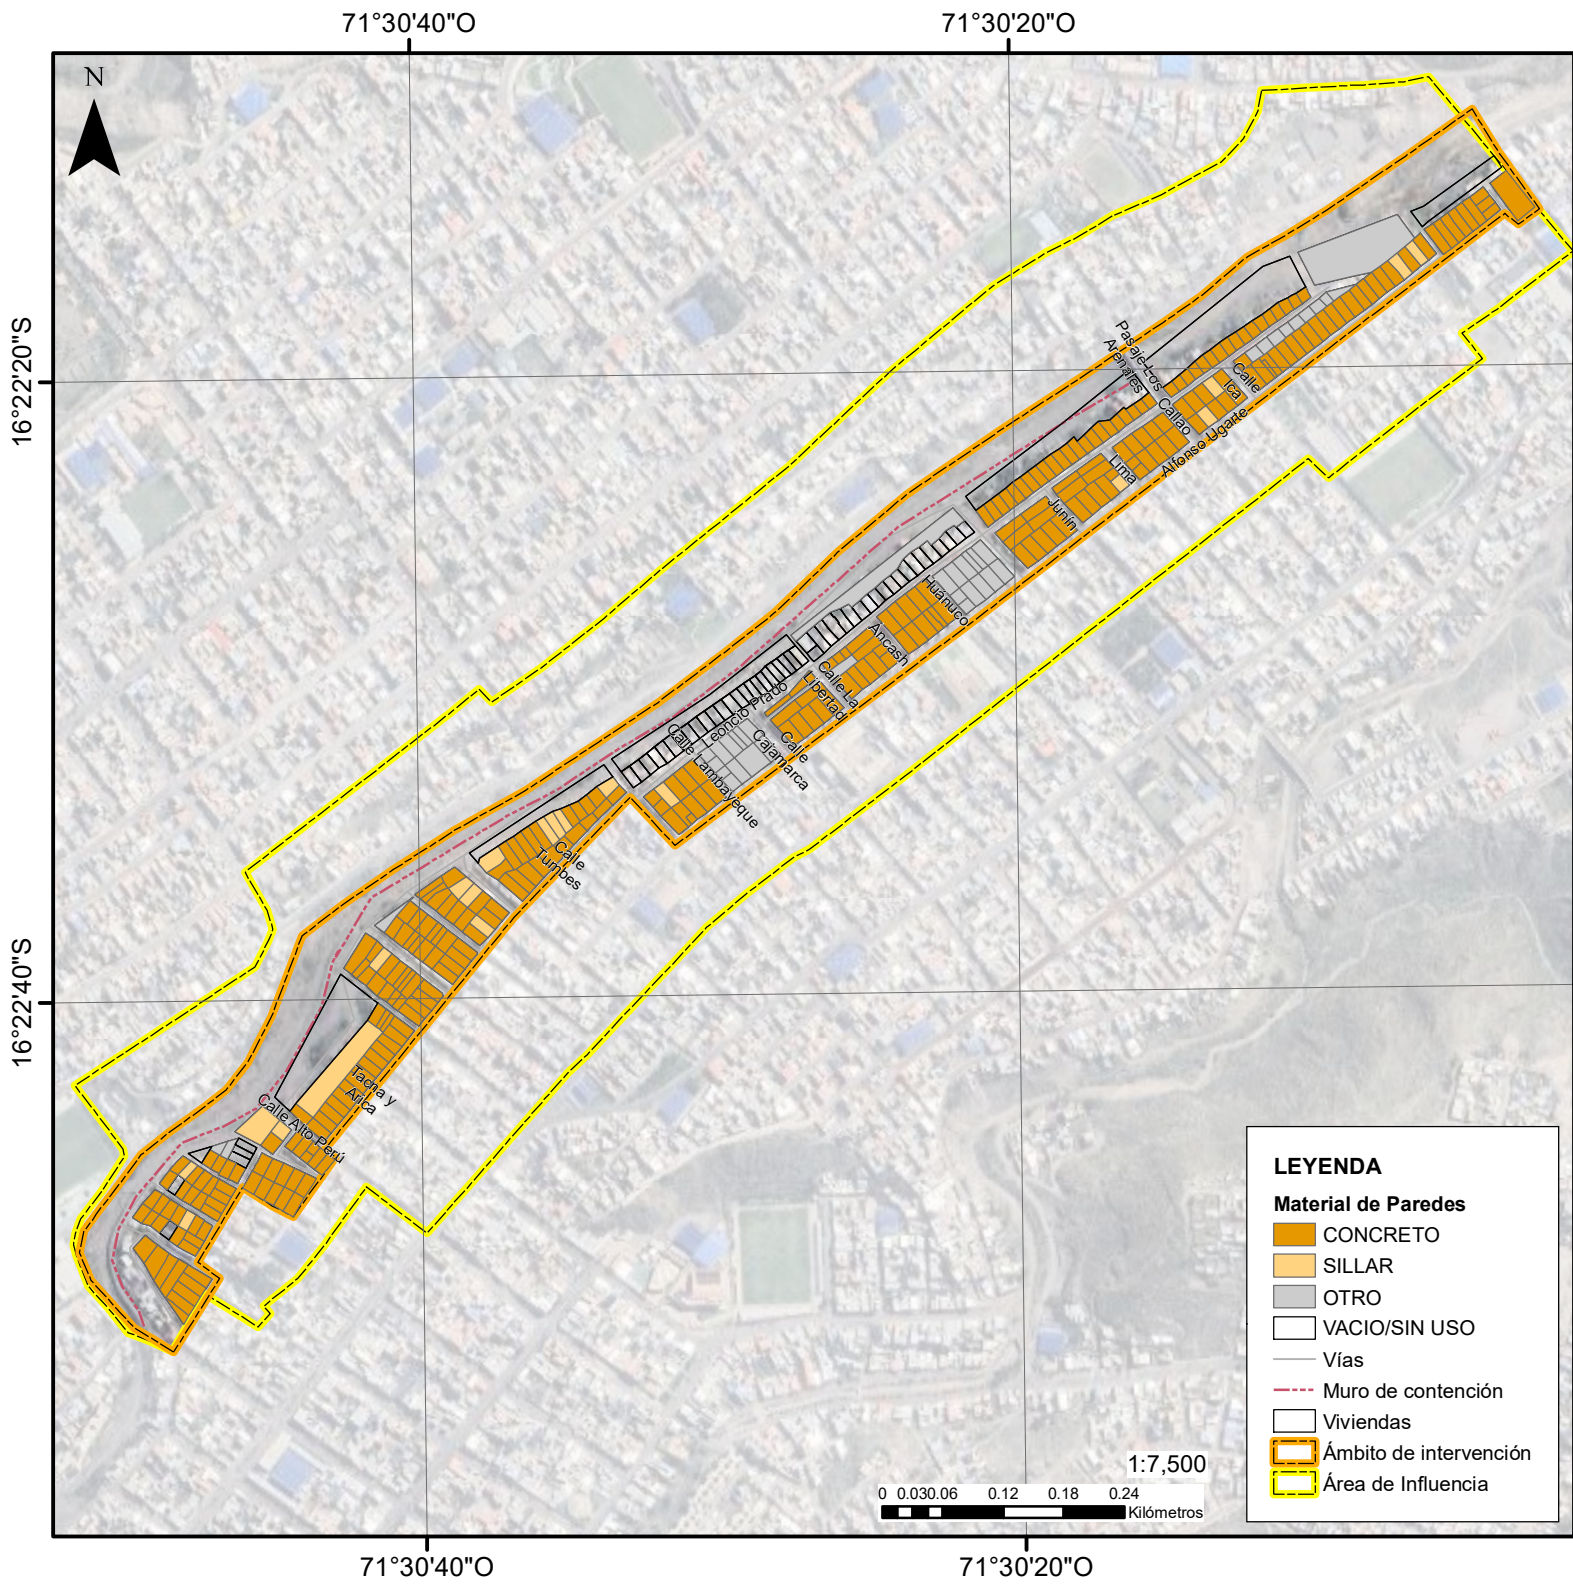 71°30'40"O
71°30'20"O
N
16°22'20"S
16°22'40"S
Pasaje Los
Arenales
Calle
Ica
Callao
Alfonso Ugarte
Lima
Junín
Huánuco
Ancash
Calle La
Libertad
Leoncio Prado
Calle
Cajamarca
Calle Lambayeque
Calle
Tumbes
Tacna y
Arica
Calle Alto Perú
LEYENDA
Material de Paredes
CONCRETO
SILLAR
OTRO
VACIO/SIN USO
Vías
Muro de contención
Viviendas
Ámbito de intervención
Área de Influencia
1:7,500
0 0.030.06 0.12 0.18 0.24
Kilómetros
71°30'40"O
71°30'20"O